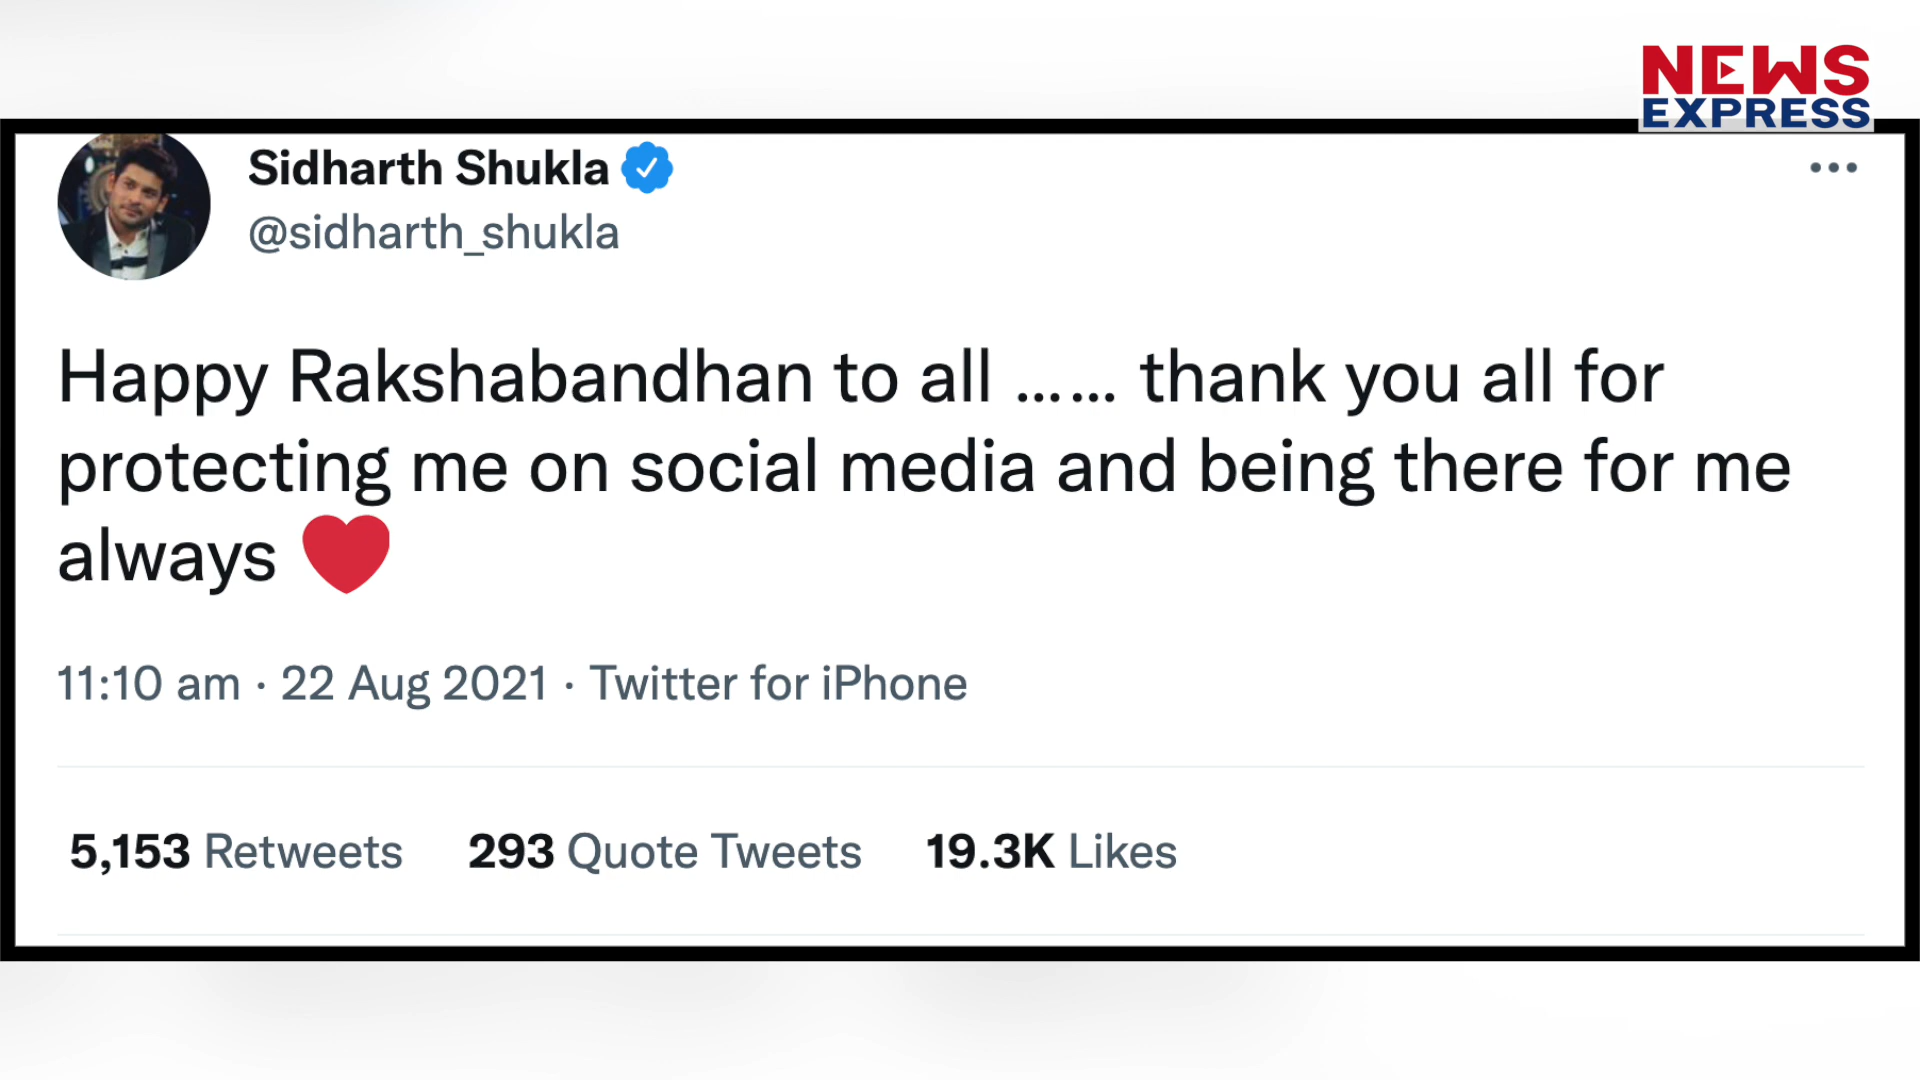 NEWS
EXPRESS
Sidharth Shukla
@sidharth_shukla
Happy Rakshabandhan to all ...... thank you all for
protecting me on social media and being there for me
always ❤️
11:10 am · 22 Aug 2021 · Twitter for iPhone
5,153 Retweets 293 Quote Tweets 19.3K Likes